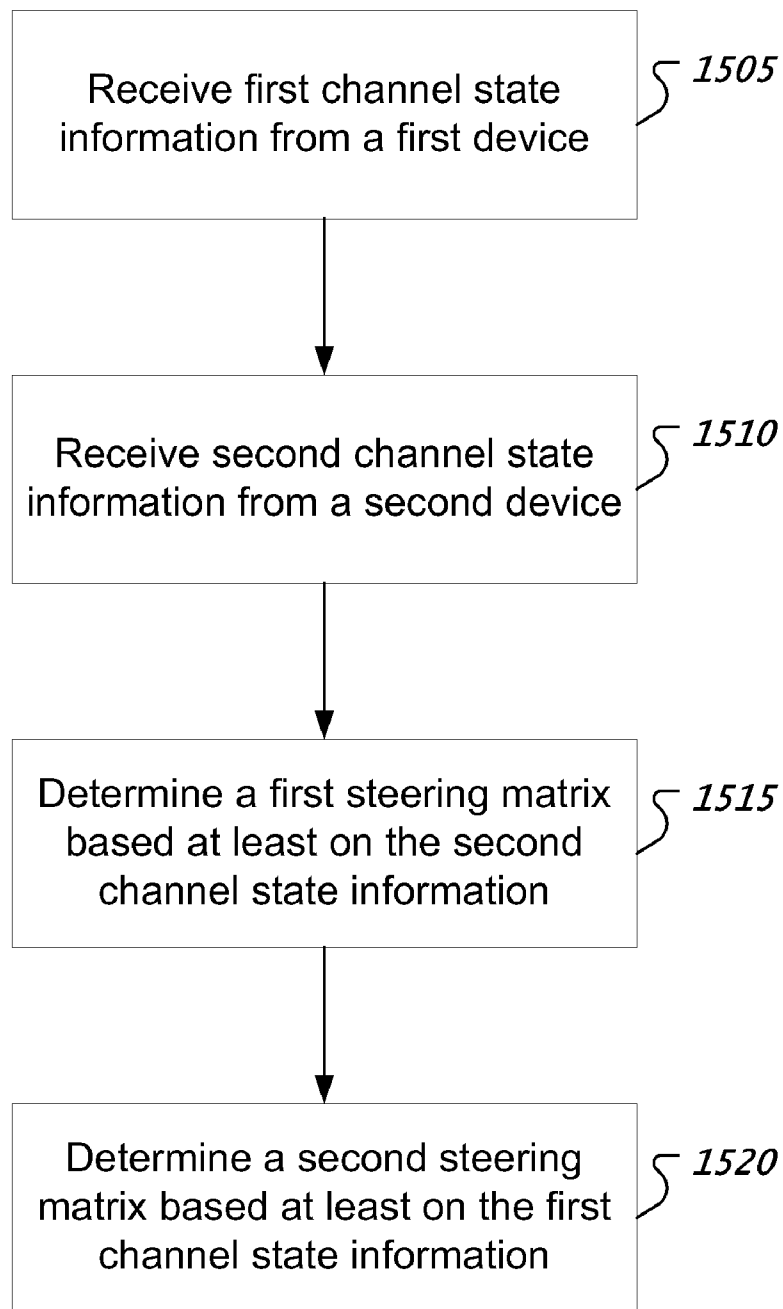 Receive first channel state
information from a first device
1505
Receive second channel state
information from a second device
1510
Determine a first steering matrix
based at least on the second
channel state information
1515
Determine a second steering
matrix based at least on the first
channel state information
1520